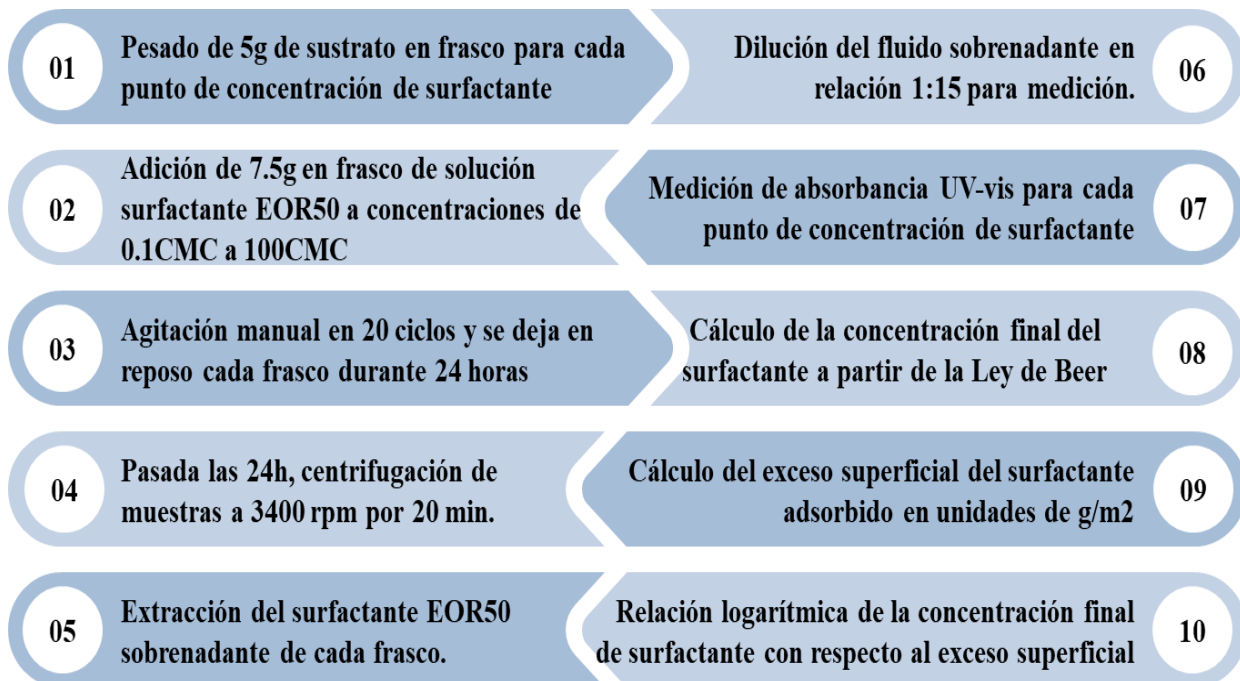 01
Pesado de 5g de sustrato en frasco para cada
punto de concentración de surfactante
02
Adición de 7.5g en frasco de solución
surfactante EOR50 a concentraciones de
0.1CMC a 100CMC
03
Agitación manual en 20 ciclos y se deja en
reposo cada frasco durante 24 horas
04
Pasada las 24h, centrifugación de
muestras a 3400 rpm por 20 min.
05
Extracción del surfactante EOR50
sobrenadante de cada frasco.
Dilución del fluido sobrenadante en
relación 1:15 para medición.
06
Medición de absorbancia UV-vis para cada
punto de concentración de surfactante
07
Cálculo de la concentración final del
surfactante a partir de la Ley de Beer
08
Cálculo del exceso superficial del surfactante
adsorbido en unidades de g/m2
09
Relación logarítmica de la concentración final
de surfactante con respecto al exceso superficial
10